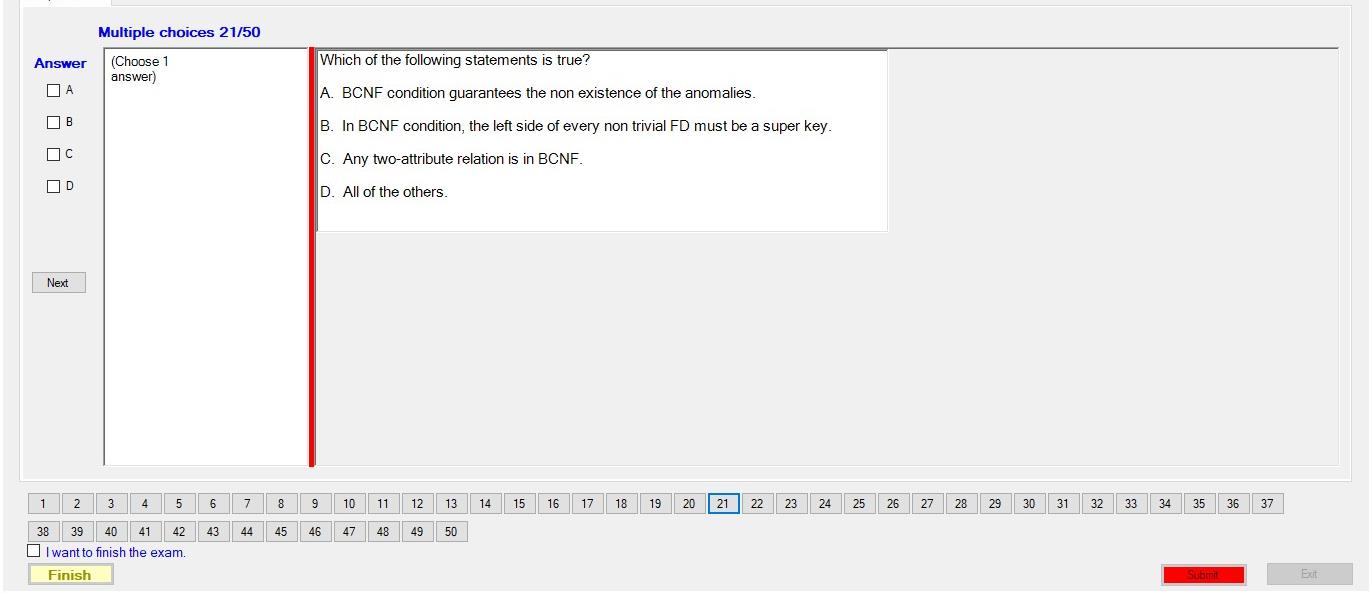 Multiple choices 21/50
Answer
(Choose 1
answer)
A
B
C
D
Next
Which of the following statements is true?
A. BCNF condition guarantees the non existence of the anomalies.
B. In BCNF condition, the left side of every non trivial FD must be a super key.
C. Any two-attribute relation is in BCNF.
D. All of the others.
1 2 3 4 5 6 7 8 9 10 11 12 13 14 15 16 17 18 19 20 21 22 23 24 25 26 27 28 29 30 31 32 33 34 35 36 37
38 39 40 41 42 43 44 45 46 47 48 49 50
I want to finish the exam.
Finish Submit Exit